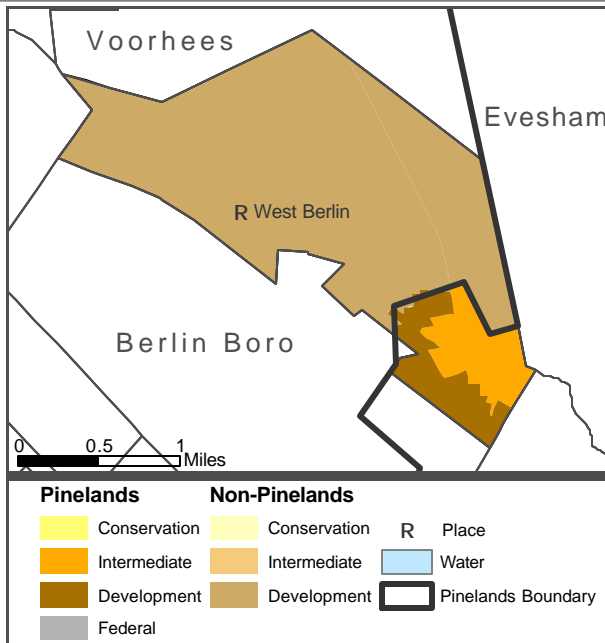 Voorhees
Evesham
R West Berlin
Berlin Boro
0 0.5 1
Miles
Pinelands Non-Pinelands
Conservation Conservation R Place
Intermediate Intermediate Water
Development Development Pinelands Boundary
Federal